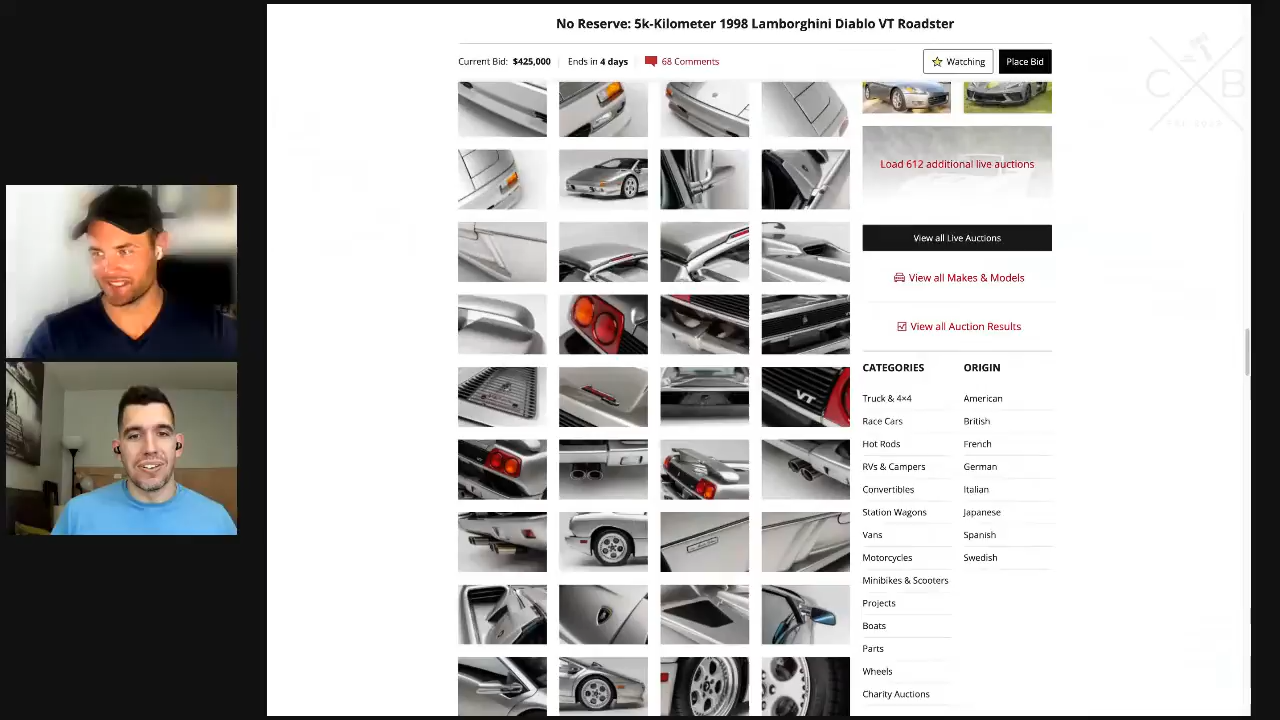 No Reserve: 5k-Kilometer 1998 Lamborghini Diablo VT Roadster
Current Bid: $425,000 Ends in 4 days 68 Comments Watching Place Bid
C B
Load 612 additional live auctions
View all Live Auctions
View all Makes & Models
View all Auction Results
CATEGORIES ORIGIN
Truck & 4×4 American
Race Cars British
Hot Rods French
RVs & Campers German
Convertibles Italian
Station Wagons Japanese
Vans Spanish
Motorcycles Swedish
Minibikes & Scooters
Projects
Boats
Parts
Wheels
Charity Auctions
VT